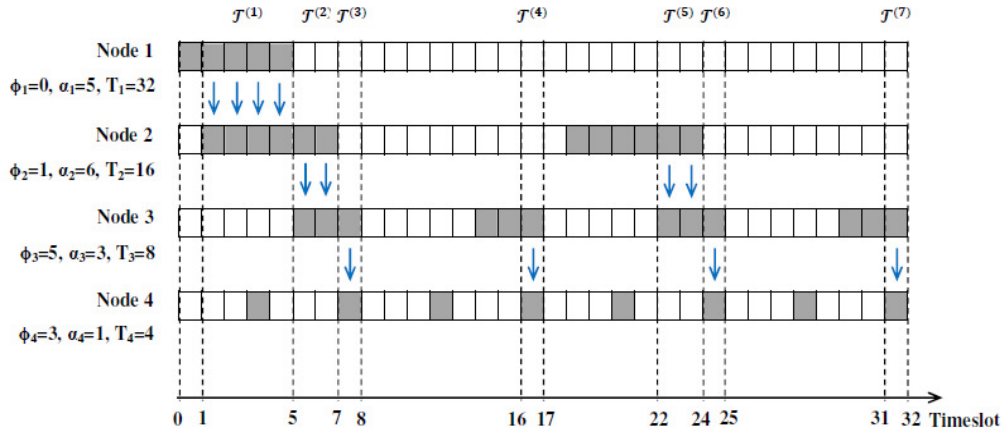 𝒯(1) 𝒯(2) 𝒯(3) 𝒯(4) 𝒯(5) 𝒯(6) 𝒯(7)
Node 1
ϕ1=0, α1=5, T1=32
Node 2
ϕ2=1, α2=6, T2=16
Node 3
ϕ3=5, α3=3, T3=8
Node 4
ϕ4=3, α4=1, T4=4
0 1 5 7 8 16 17 22 24 25 31 32 Timeslot